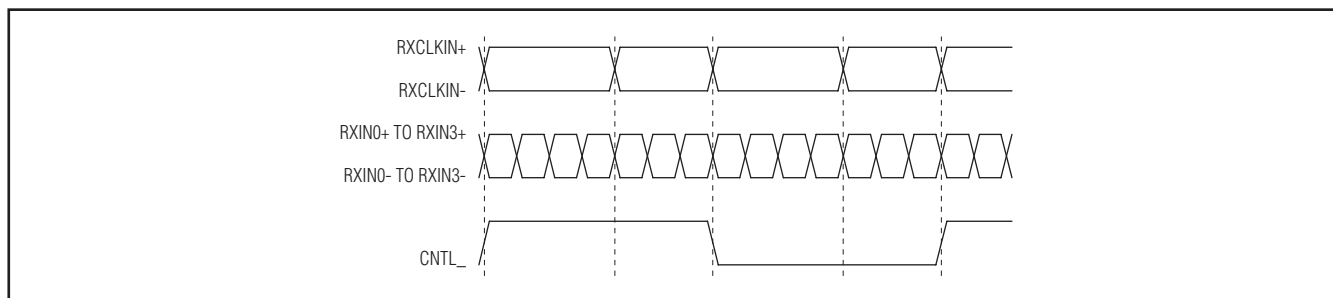 RXCLKIN+
RXCLKIN-
RXIN0+ TO RXIN3+
RXIN0- TO RXIN3-
CNTL_